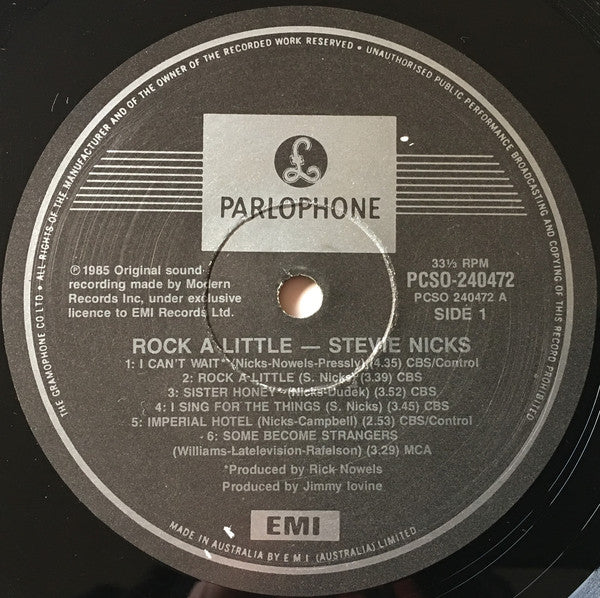 THE GRAMOPHONE CO LTD • ALL RIGHTS OF THE MANUFACTURER AND OF THE OWNER OF THE RECORDED WORK RESERVED • UNAUTHORISED PUBLIC PERFORMANCE BROADCASTING AND COPYING OF THIS RECORD PROHIBITED
£
PARLOPHONE
℗ 1985 Original sound
recording made by Modern
Records Inc, under exclusive
licence to EMI Records Ltd.
33⅓ RPM
PCSO-240472
PCSO 240472 A
SIDE 1
ROCK A LITTLE — STEVIE NICKS
1: I CAN'T WAIT* (Nicks-Nowels-Pressly) (4.35) CBS/Control
2: ROCK A LITTLE (S. Nicks) (3.39) CBS
3: SISTER HONEY* (Nicks-Dudek) (3.52) CBS
4: I SING FOR THE THINGS (S. Nicks) (3.45) CBS
5: IMPERIAL HOTEL (Nicks-Campbell) (2.53) CBS/Control
6: SOME BECOME STRANGERS
(Williams-Latelevision-Rafelson) (3.29) MCA
*Produced by Rick Nowels
Produced by Jimmy Iovine
EMI
MADE IN AUSTRALIA BY E M I (AUSTRALIA) LIMITED